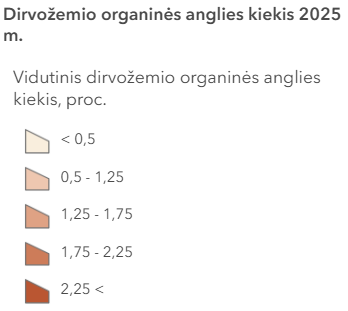 Dirvožemio organinės anglies kiekis 2025
m.
Vidutinis dirvožemio organinės anglies
kiekis, proc.
< 0,5
0,5 - 1,25
1,25 - 1,75
1,75 - 2,25
2,25 <